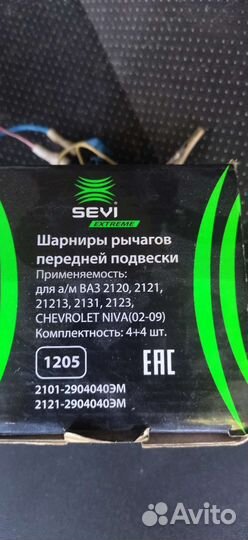 SEVI
EXTREME
Шарниры рычагов
передней подвески
Применяемость:
для а/м ВАЗ 2120, 2121,
21213, 2131, 2123,
CHEVROLET NIVA(02-09)
Комплектность: 4+4 шт.
1205
EAC
2101-2904040ЭМ
2121-2904040ЭМ
Avito